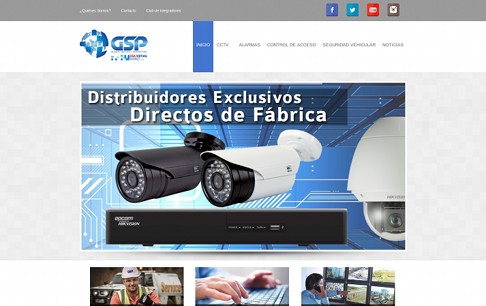 ¿Quiénes Somos? Contacto Club de Integradores
GSP
INICIO CCTV ALARMAS CONTROL DE ACCESO SEGURIDAD VEHICULAR NOTICIAS
Distribuidores Exclusivos
Directos de Fábrica
epcom
HIKVISION